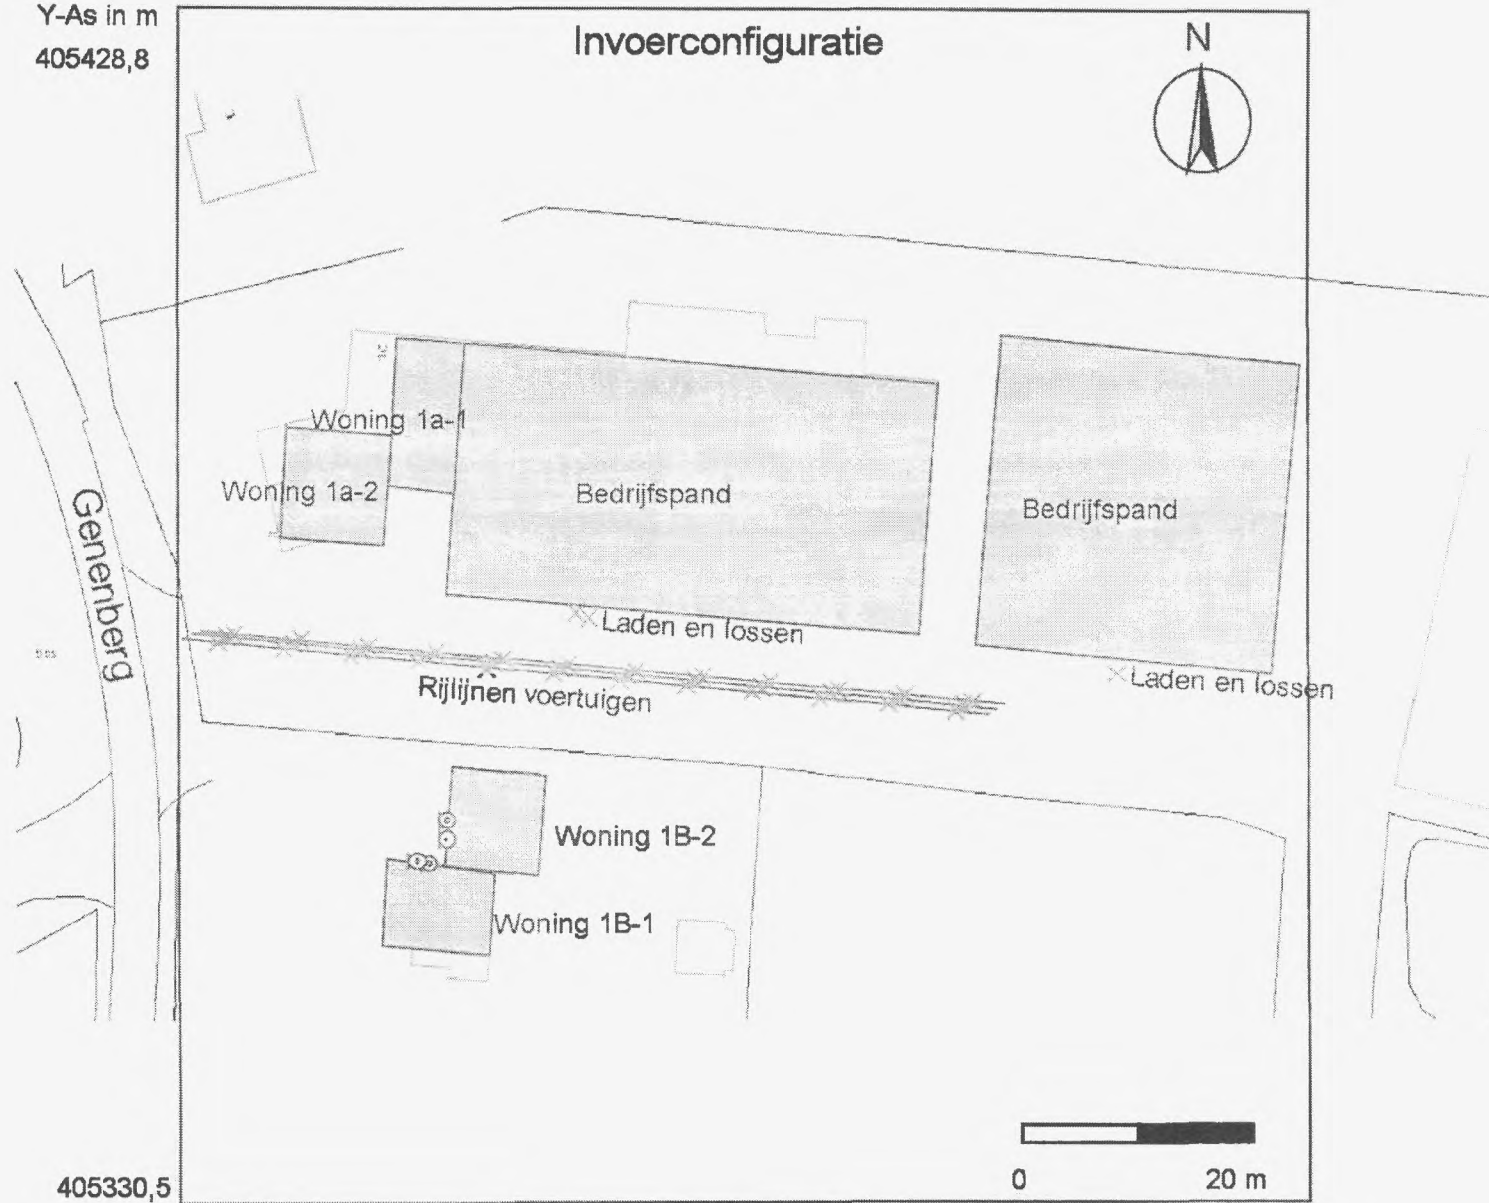 Y-As in m
405428,8
Invoerconfiguratie
N
Woning 1a-1
Woning 1a-2
Bedrijfspand
Bedrijfspand
Genenberg
Laden en lossen
Laden en lossen
Rijlijnen voertuigen
Woning 1B-2
Woning 1B-1
0 20 m
405330,5